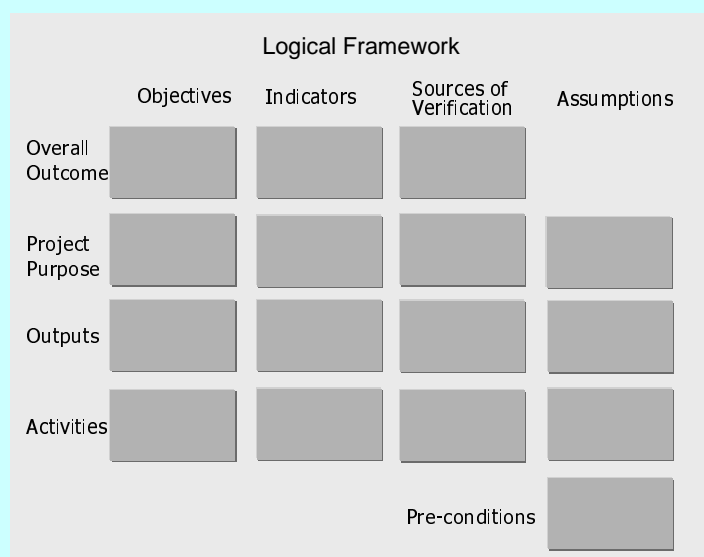 Logical Framework
Objectives
Indicators
Sources of
Verification
Assumptions
Overall
Outcome
Project
Purpose
Outputs
Activities
Pre-conditions